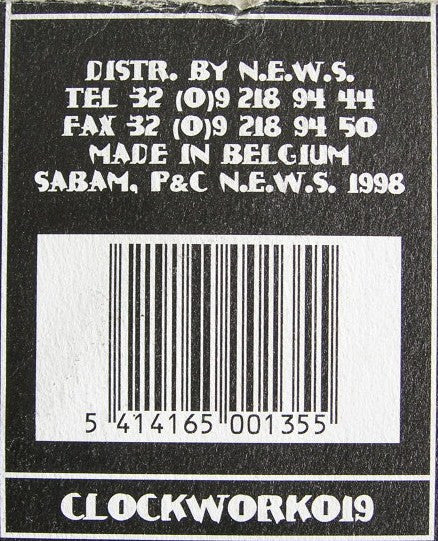 DISTR. BY N.E.W.S.
TEL 32 (0)9 218 94 44
FAX 32 (0)9 218 94 50
MADE IN BELGIUM
SABAM, P&C N.E.W.S. 1998
5 414165 001355
CLOCKWORK019